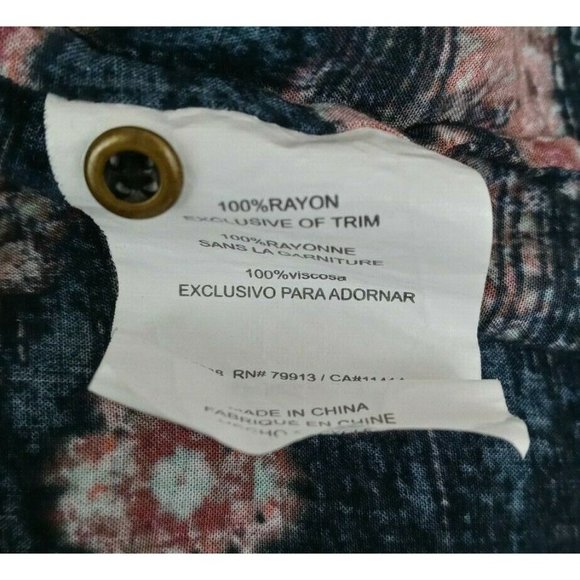 100%RAYON
EXCLUSIVE OF TRIM
100%RAYONNE
SANS LA GARNITURE
100%viscosa
EXCLUSIVO PARA ADORNAR
RN# 79913 / CA#
MADE IN CHINA
FABRIQUE EN CHINE
HECHO